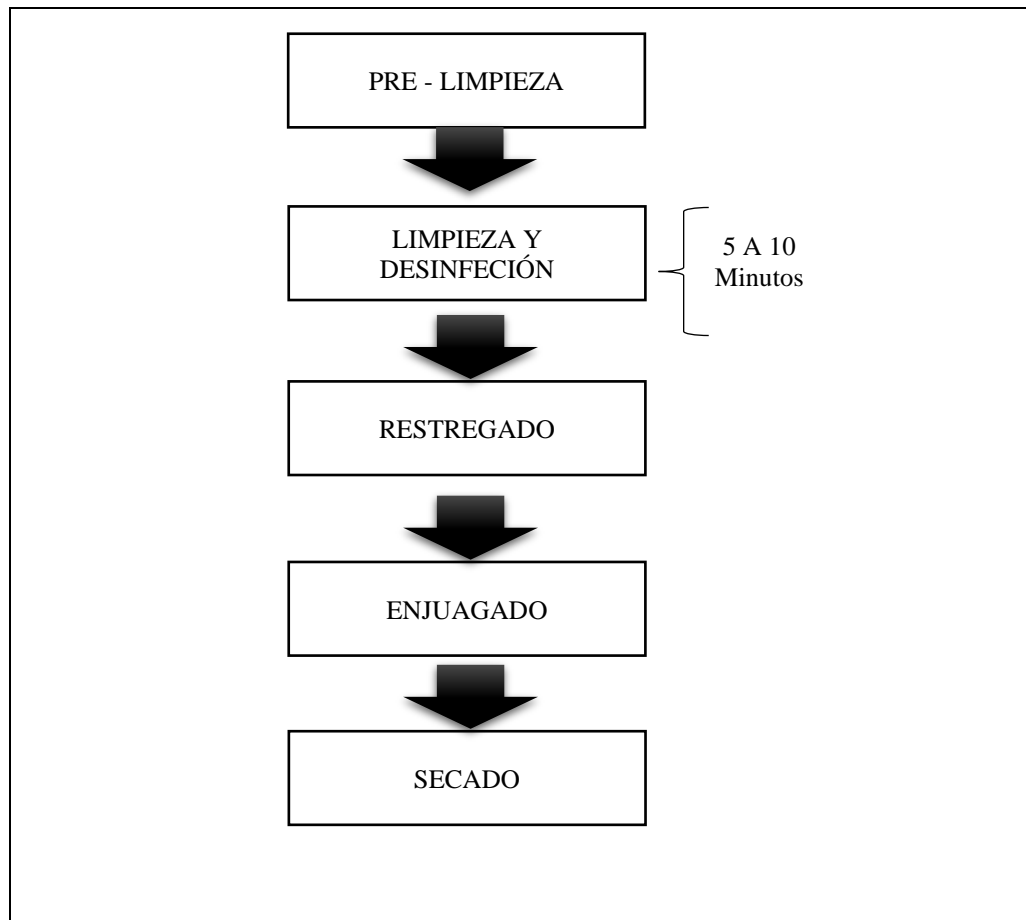 PRE - LIMPIEZA
LIMPIEZA Y
DESINFECIÓN
5 A 10
Minutos
RESTREGADO
ENJUAGADO
SECADO